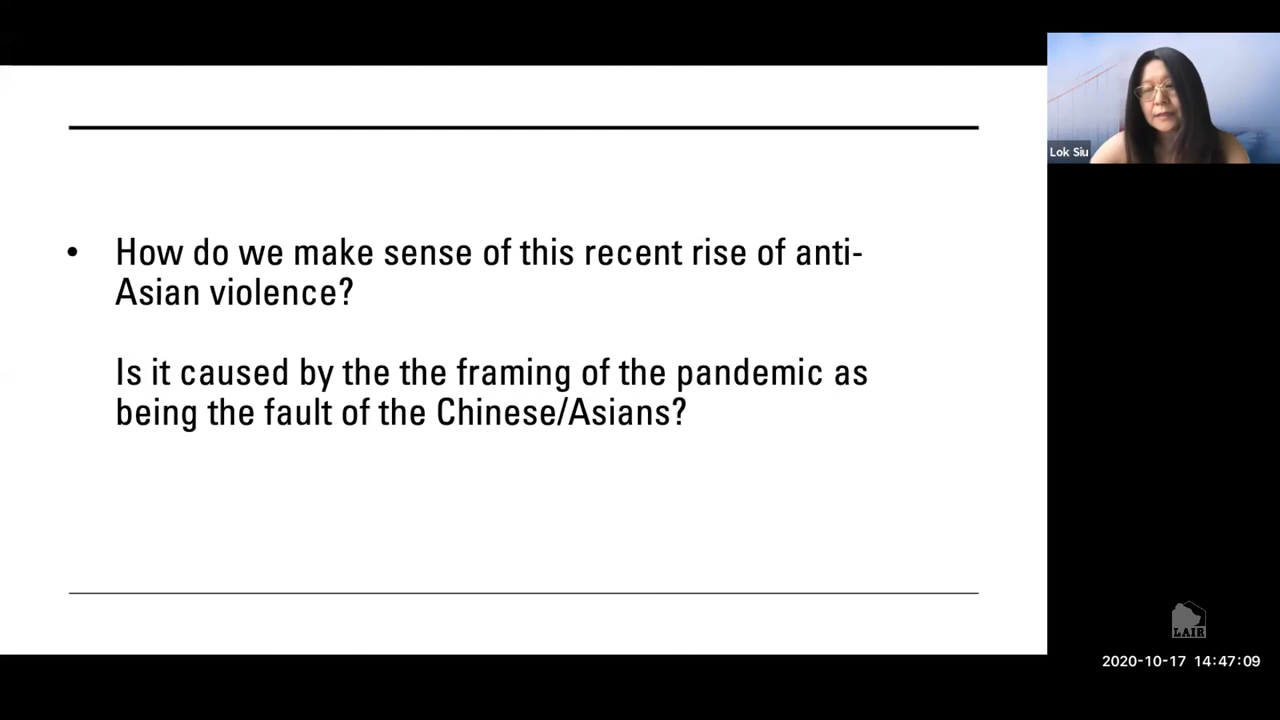 • How do we make sense of this recent rise of anti-
Asian violence?
Is it caused by the the framing of the pandemic as
being the fault of the Chinese/Asians?
Lok Siu
LAIR
2020-10-17 14:47:09